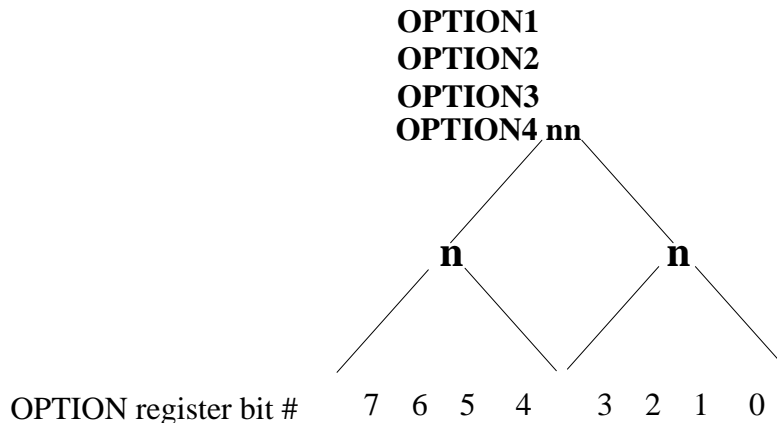 OPTION1
OPTION2
OPTION3
OPTION4 nn
n n
OPTION register bit # 7 6 5 4 3 2 1 0